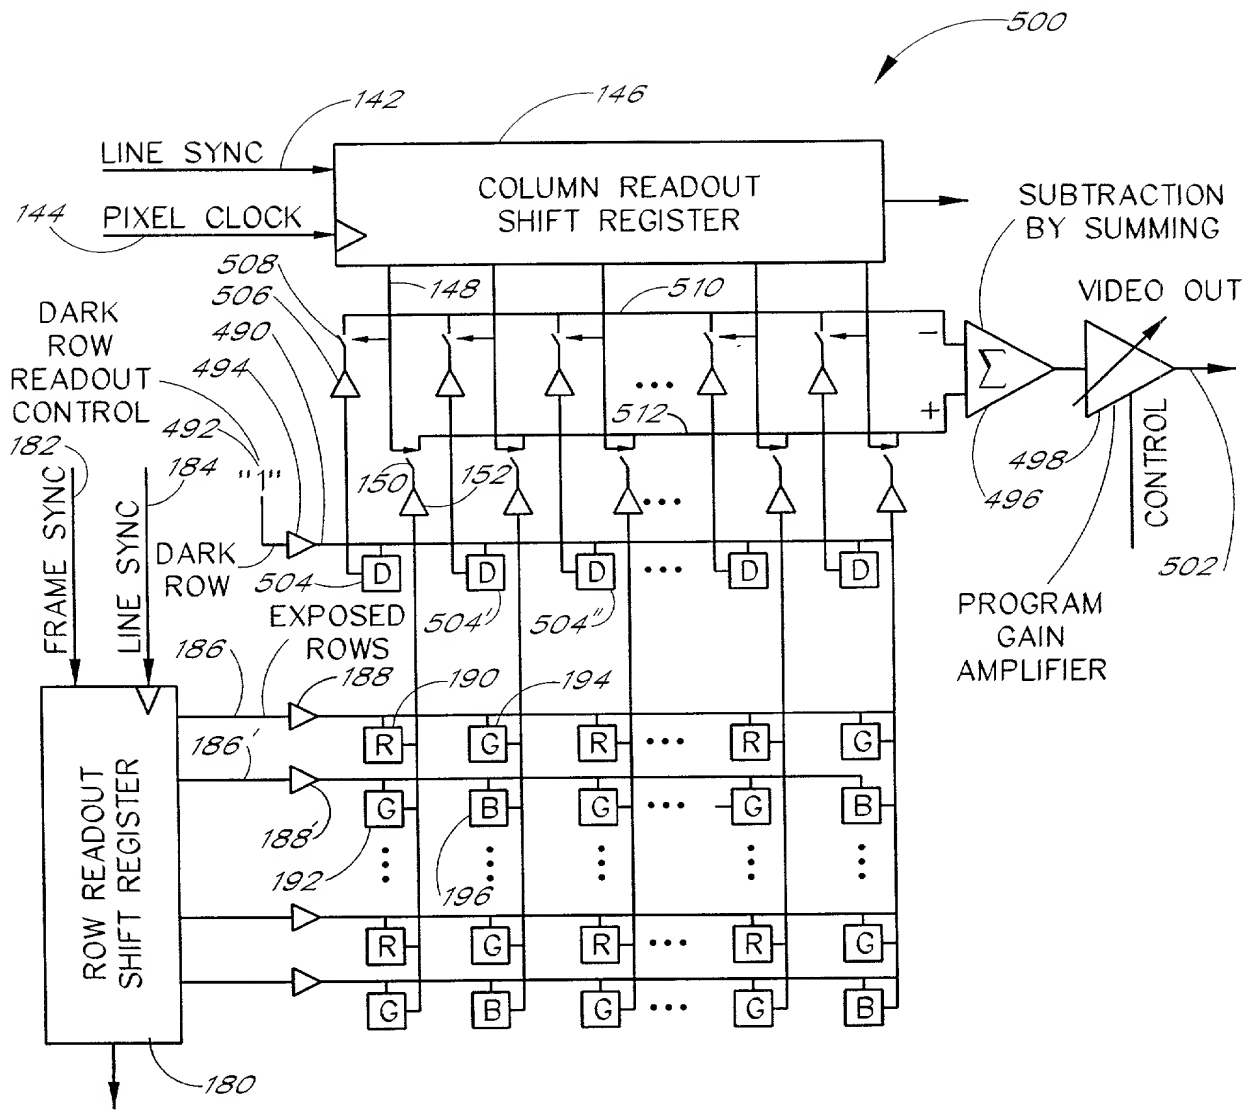 500
142
146
LINE SYNC
COLUMN READOUT
SHIFT REGISTER
SUBTRACTION
BY SUMMING
144
PIXEL CLOCK
508
148
510
VIDEO OUT
506
DARK
ROW
READOUT
CONTROL
490
494
−
Σ
+
512
492
182
184
"1"
150
152
498
496
CONTROL
FRAME SYNC
LINE SYNC
DARK
ROW
504
D
D
D
D
D
504'
504''
502
EXPOSED
ROWS
PROGRAM
GAIN
AMPLIFIER
186
188
190
194
R
G
R
R
G
186'
G
B
G
G
B
188'
192
196
ROW READOUT
SHIFT REGISTER
R
G
R
R
G
G
B
G
G
B
180